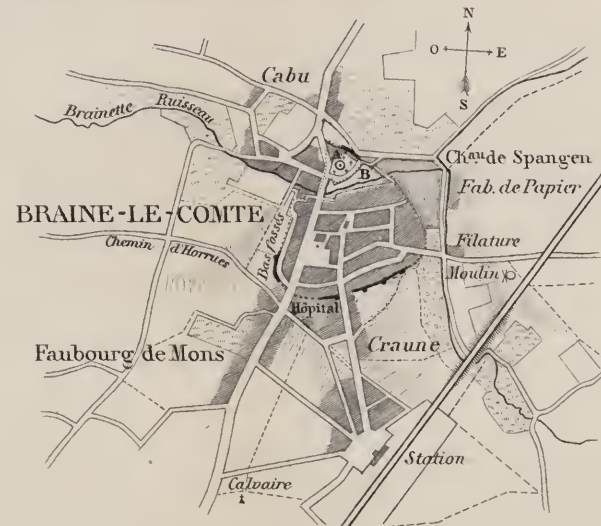 N
O E
S
Cabu
Brainette Ruisseau
A
B
Chau de Spangen
Fab. de Papier
BRAINE-LE-COMTE
Chemin d'Horrues
Bas Fossés
Filature
Moulin
Hôpital
Faubourg de Mons
Craune
Station
Calvaire